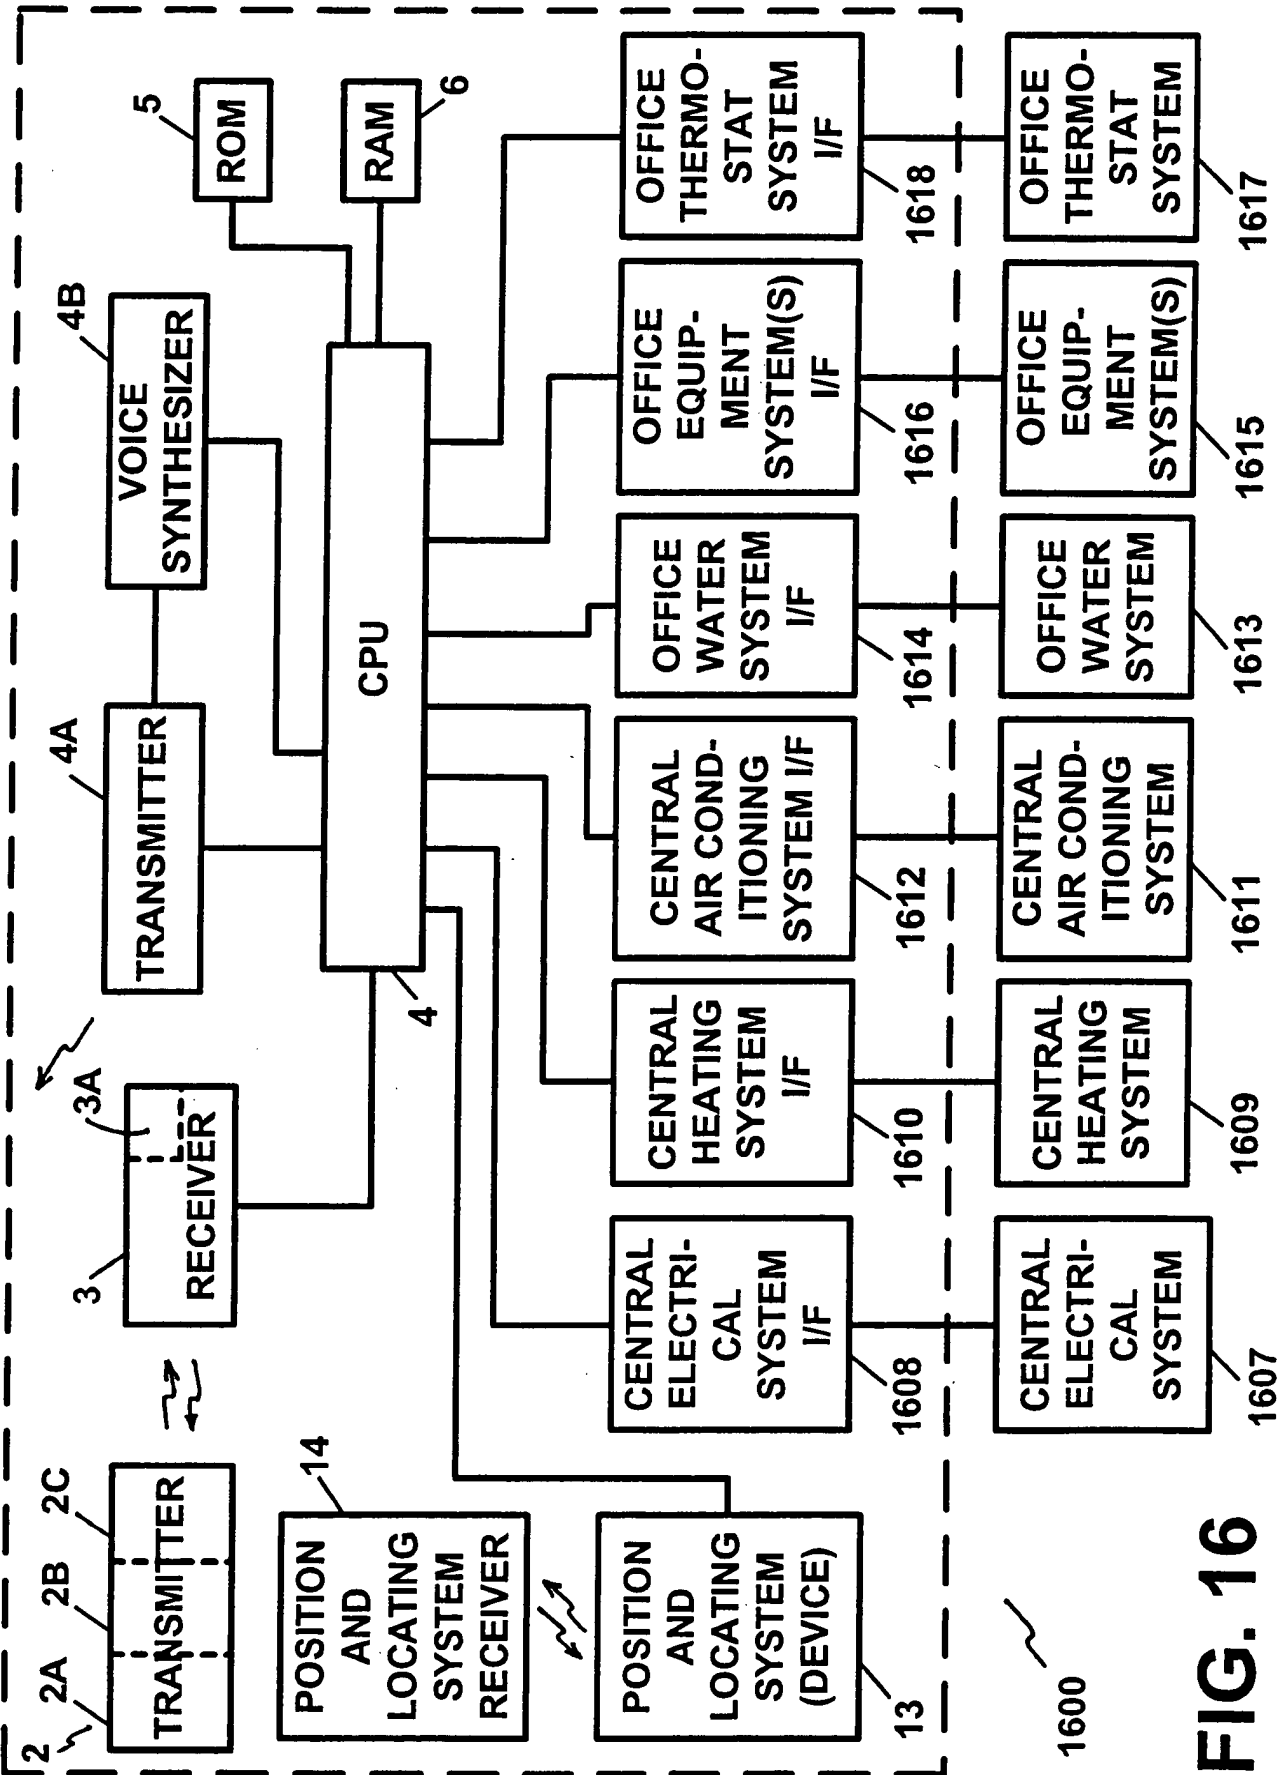 2
2A
2B
2C
TRANSMITTER
3
3A
RECEIVER
4A
TRANSMITTER
4B
VOICE
SYNTHESIZER
5
ROM
RAM
6
CPU
4
14
POSITION
AND
LOCATING
SYSTEM
RECEIVER
POSITION
AND
LOCATING
SYSTEM
(DEVICE)
13
CENTRAL
ELECTRI-
CAL
SYSTEM
I/F
1608
CENTRAL
HEATING
SYSTEM
I/F
1610
CENTRAL
AIR COND-
ITIONING
SYSTEM I/F
1612
OFFICE
WATER
SYSTEM
I/F
1614
OFFICE
EQUIP-
MENT
SYSTEM(S)
I/F
1616
OFFICE
THERMO-
STAT
SYSTEM
I/F
1618
CENTRAL
ELECTRI-
CAL
SYSTEM
1607
CENTRAL
HEATING
SYSTEM
1609
CENTRAL
AIR COND-
ITIONING
SYSTEM
1611
OFFICE
WATER
SYSTEM
1613
OFFICE
EQUIP-
MENT
SYSTEM(S)
1615
OFFICE
THERMO-
STAT
SYSTEM
1617
1600
FIG. 16